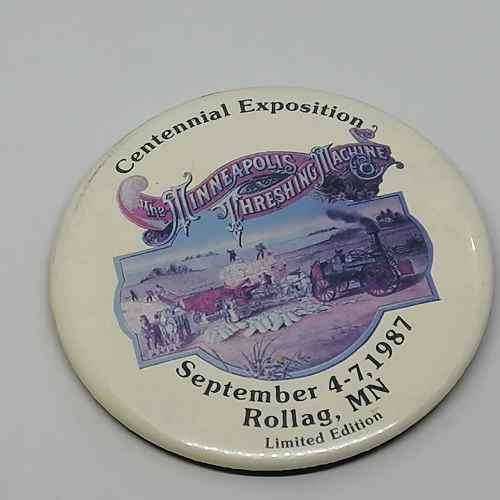 Centennial Exposition
The Minneapolis
Threshing Machine Co
September 4-7, 1987
Rollag, MN
Limited Edition